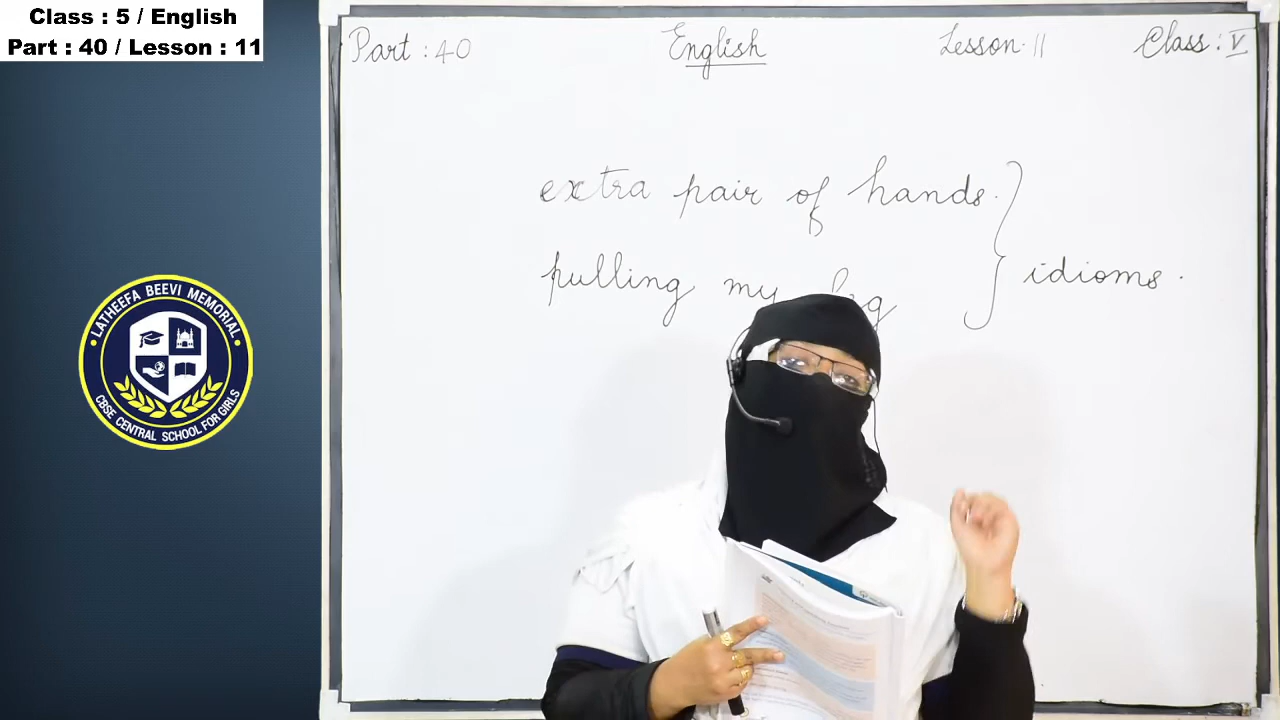 Class : 5 / English
Part : 40 / Lesson : 11
Part : 40 English Lesson. 11 Class : V
extra pair of hands.
pulling my leg
idioms.
LATHEEFA BEEVI MEMORIAL
CBSE CENTRAL SCHOOL FOR GIRLS